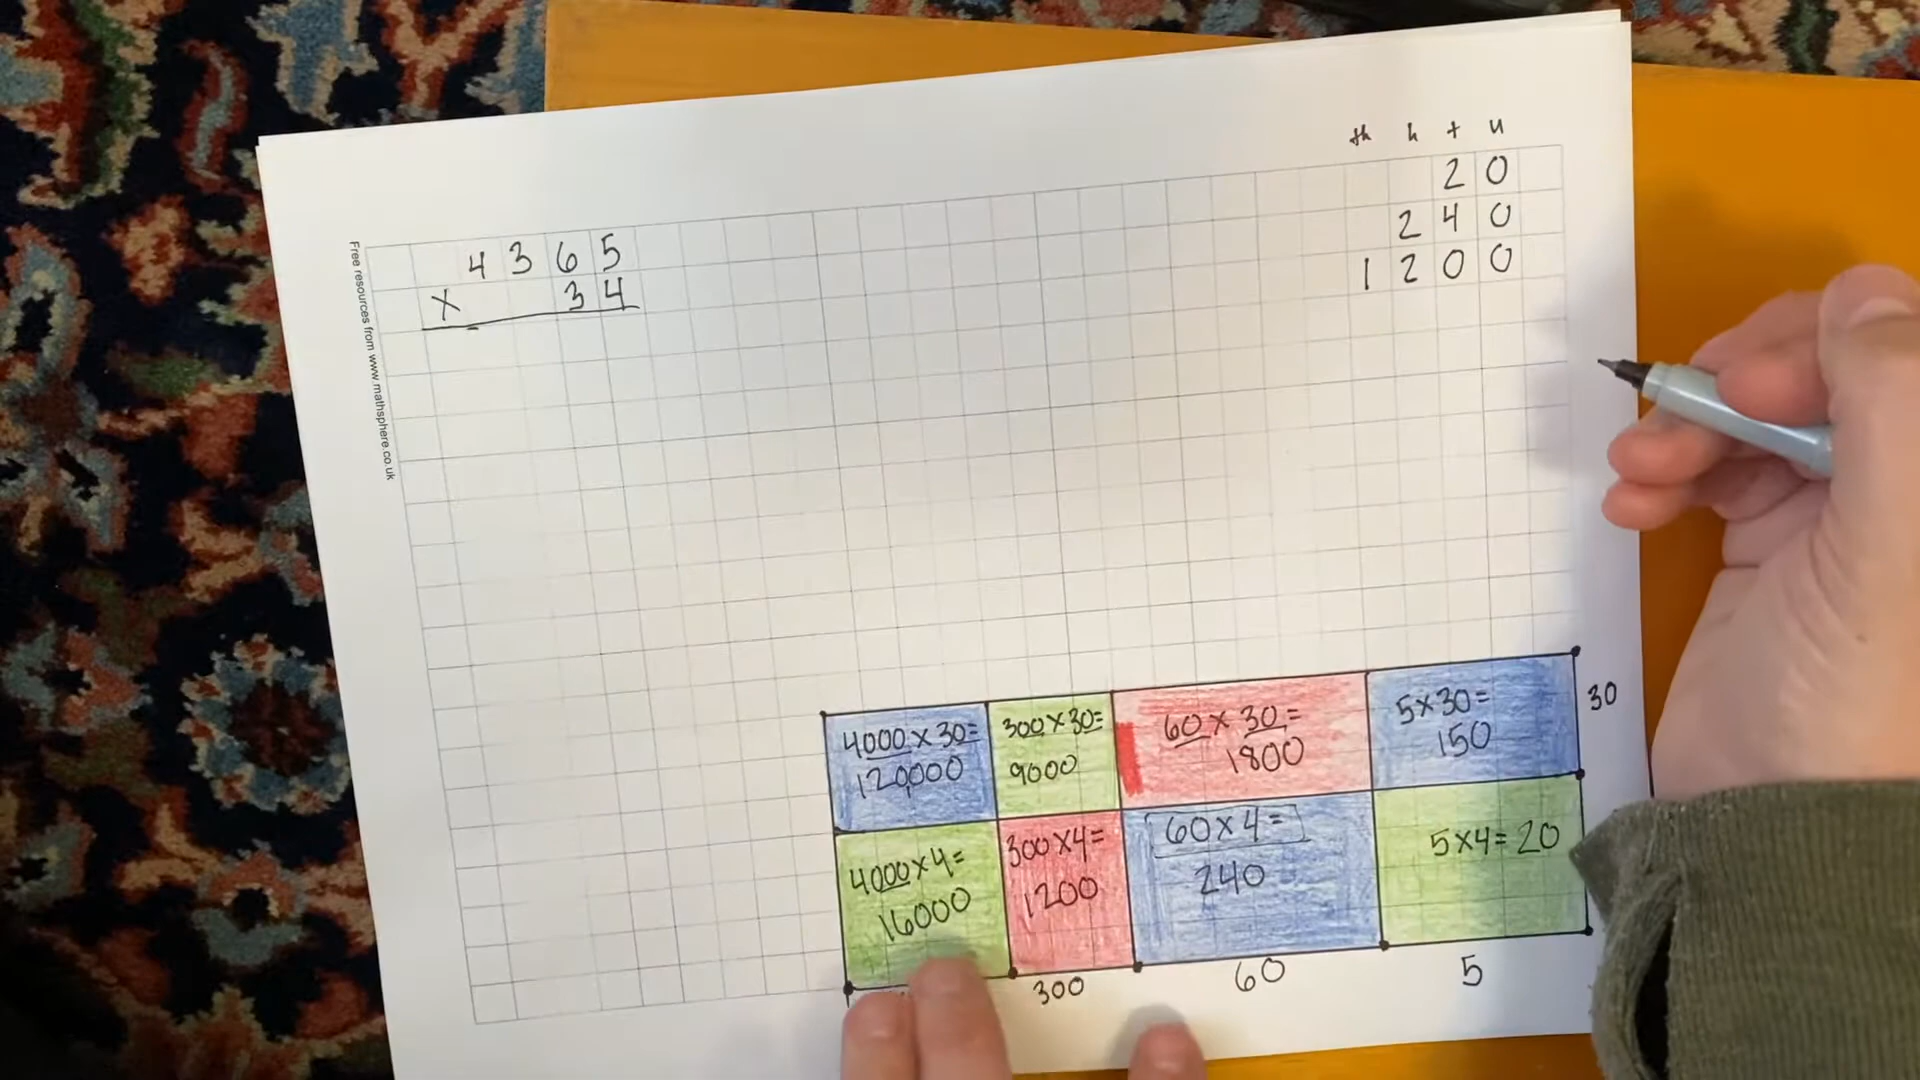 th h t u
2 0
2 4 0
1 2 0 0
4 3 6 5
X 3 4
Free resources from www.mathsphere.co.uk
4000 x 30=
120,000
300 x 30=
9000
60 x 30=
1800
5 x 30=
150
30
4000 x 4=
16000
300 x 4=
1200
60 x 4=
240
5 x 4= 20
300
60
5